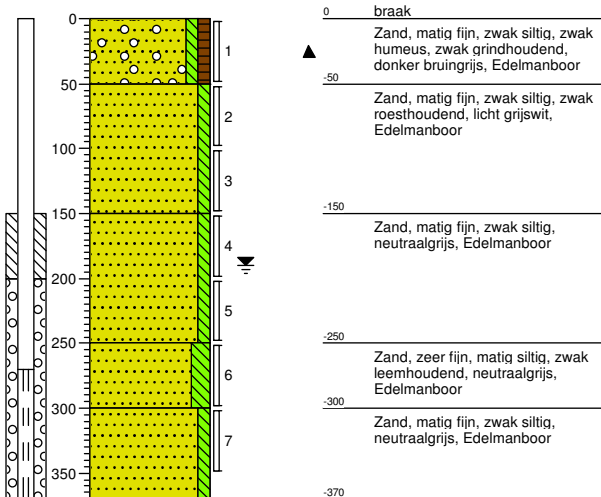 0
50
100
150
200
250
300
350
1
2
3
4
5
6
7
0
braak
Zand, matig fijn, zwak siltig, zwak
humeus, zwak grindhoudend,
donker bruingrijs, Edelmanboor
-50
Zand, matig fijn, zwak siltig, zwak
roesthoudend, licht grijswit,
Edelmanboor
-150
Zand, matig fijn, zwak siltig,
neutraalgrijs, Edelmanboor
-250
Zand, zeer fijn, matig siltig, zwak
leemhoudend, neutraalgrijs,
Edelmanboor
-300
Zand, matig fijn, zwak siltig,
neutraalgrijs, Edelmanboor
-370